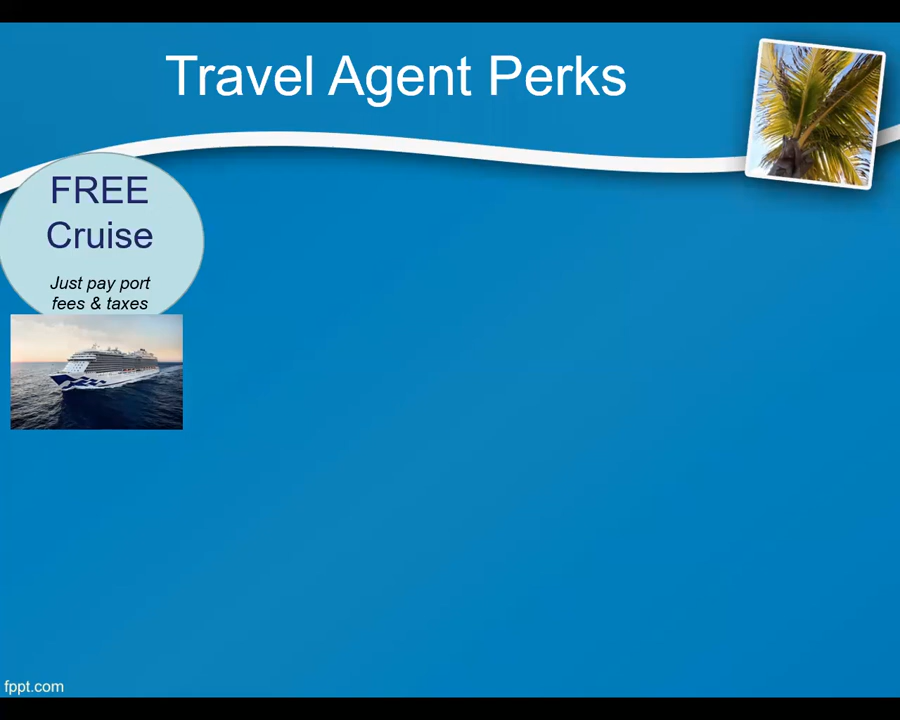 Travel Agent Perks
FREE
Cruise
Just pay port
fees & taxes
fppt.com